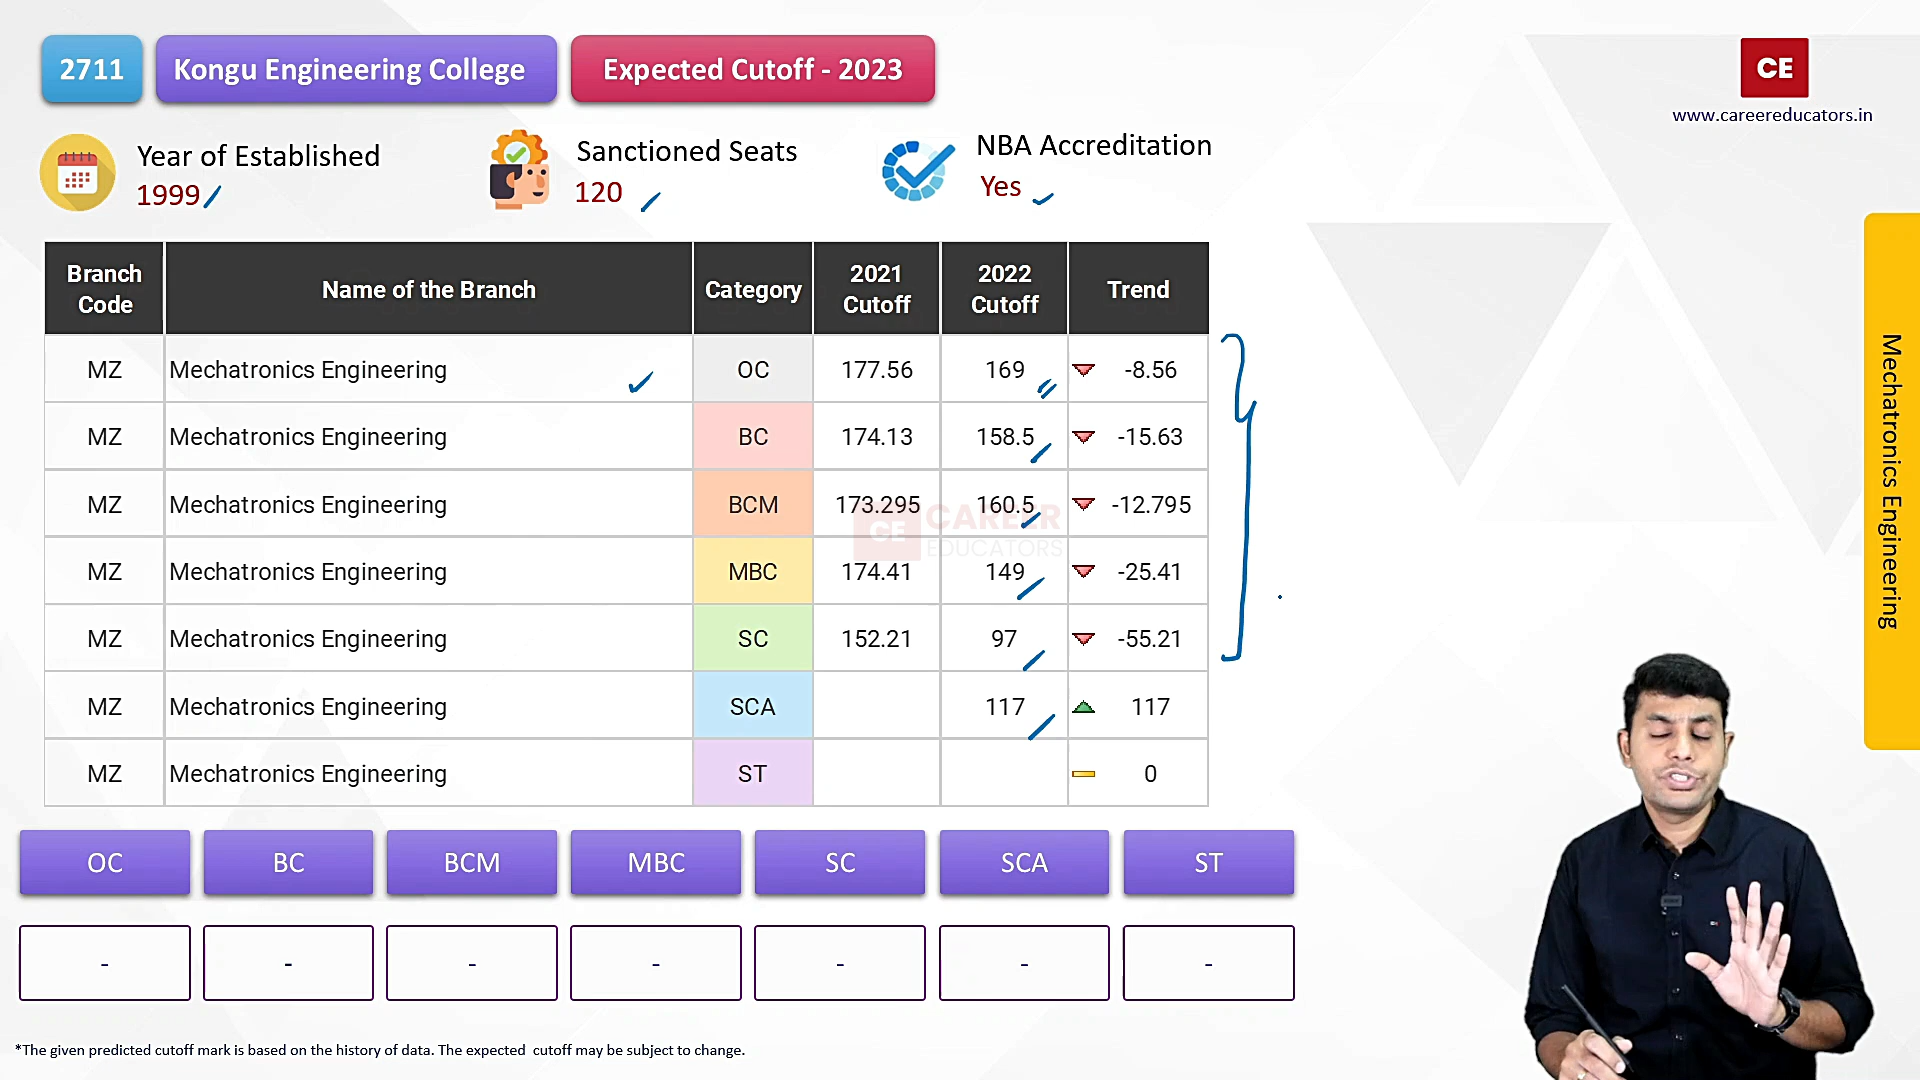 2711 Kongu Engineering College Expected Cutoff - 2023
CE
www.careereducators.in
Year of Established
1999
Sanctioned Seats
120
NBA Accreditation
Yes
Branch Code Name of the Branch Category 2021 Cutoff 2022 Cutoff Trend
MZ Mechatronics Engineering OC 177.56 169 -8.56
MZ Mechatronics Engineering BC 174.13 158.5 -15.63
MZ Mechatronics Engineering BCM 173.295 160.5 -12.795
MZ Mechatronics Engineering MBC 174.41 149 -25.41
MZ Mechatronics Engineering SC 152.21 97 -55.21
MZ Mechatronics Engineering SCA 117 117
MZ Mechatronics Engineering ST 0
CE CAREER
EDUCATORS
Mechatronics Engineering
OC BC BCM MBC SC SCA ST
- - - - - - -
*The given predicted cutoff mark is based on the history of data. The expected cutoff may be subject to change.